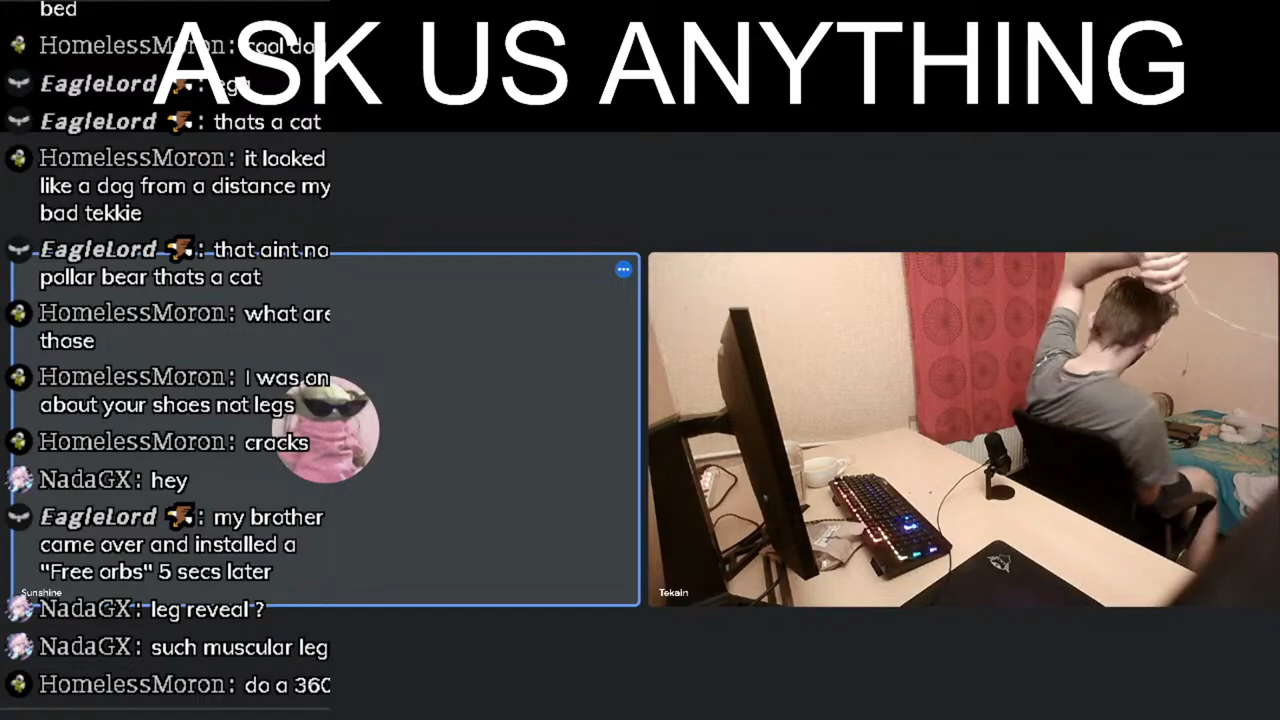 ASK US ANYTHING
bed
HomelessMoron: cool do
EagleLord :
EagleLord : thats a cat
HomelessMoron: it looked
like a dog from a distance my
bad tekkie
EagleLord : that aint no
pollar bear thats a cat
HomelessMoron: what are
those
HomelessMoron: I was on
about your shoes not legs
HomelessMoron: cracks
NadaGX: hey
EagleLord : my brother
came over and installed a
"Free orbs" 5 secs later
Sunshine
NadaGX: leg reveal ?
NadaGX: such muscular leg
HomelessMoron: do a 360
Tekaln